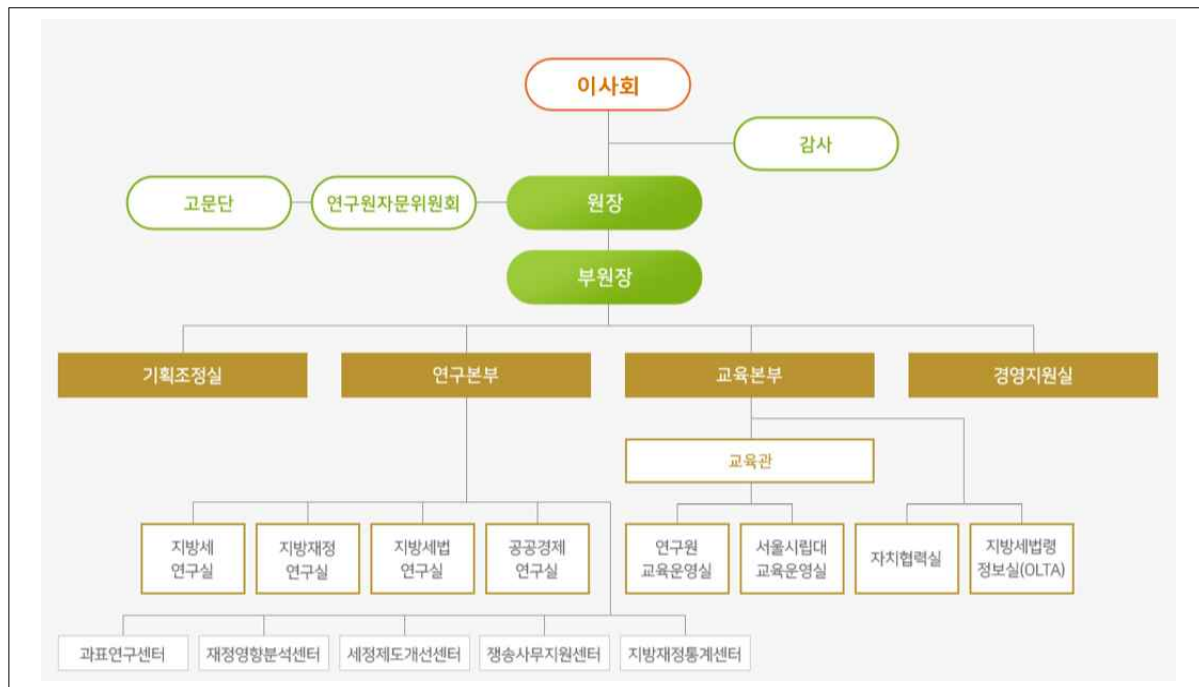 이사회
감사
고문단
연구원자문위원회
원장
부원장
기획조정실
연구본부
교육본부
경영지원실
교육관
지방세
연구실
지방재정
연구실
지방세법
연구실
공공경제
연구실
연구원
교육운영실
서울시립대
교육운영실
자치협력실
지방세법령
정보실(OLTA)
과표연구센터
재정영향분석센터
세정제도개선센터
쟁송사무지원센터
지방재정통계센터